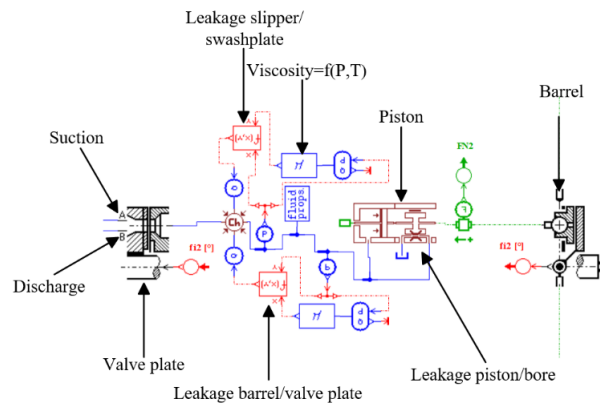 Leakage slipper/
swashplate
Viscosity=f(P,T)
Barrel
Piston
Suction
FN2
fluid
props.
A
B
Ch
P
fi2 [°]
fi2 [°]
Discharge
Valve plate
Leakage barrel/valve plate
Leakage piston/bore